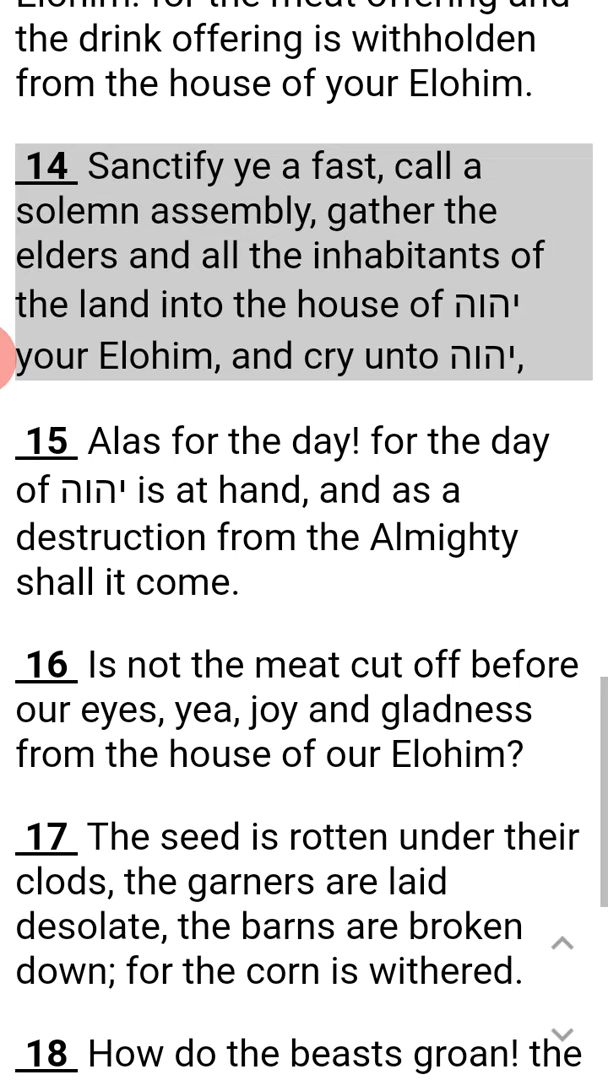 the drink offering is withholden
from the house of your Elohim.
14 Sanctify ye a fast, call a
solemn assembly, gather the
elders and all the inhabitants of
the land into the house of יהוה
your Elohim, and cry unto יהוה,
15 Alas for the day! for the day
of יהוה is at hand, and as a
destruction from the Almighty
shall it come.
16 Is not the meat cut off before
our eyes, yea, joy and gladness
from the house of our Elohim?
17 The seed is rotten under their
clods, the garners are laid
desolate, the barns are broken
down; for the corn is withered.
18 How do the beasts groan! the